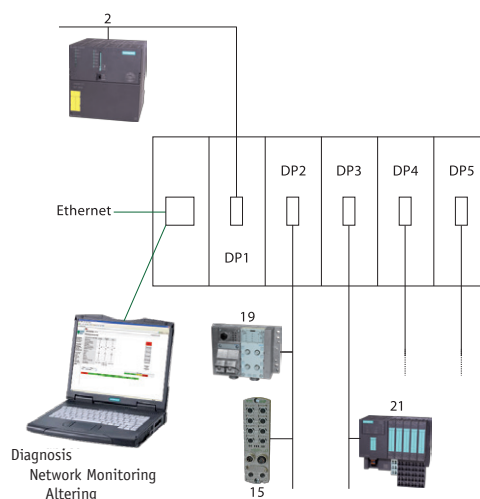 2
DP2 DP3 DP4 DP5
Ethernet
DP1
19
21
15
Diagnosis
Network Monitoring
Altering